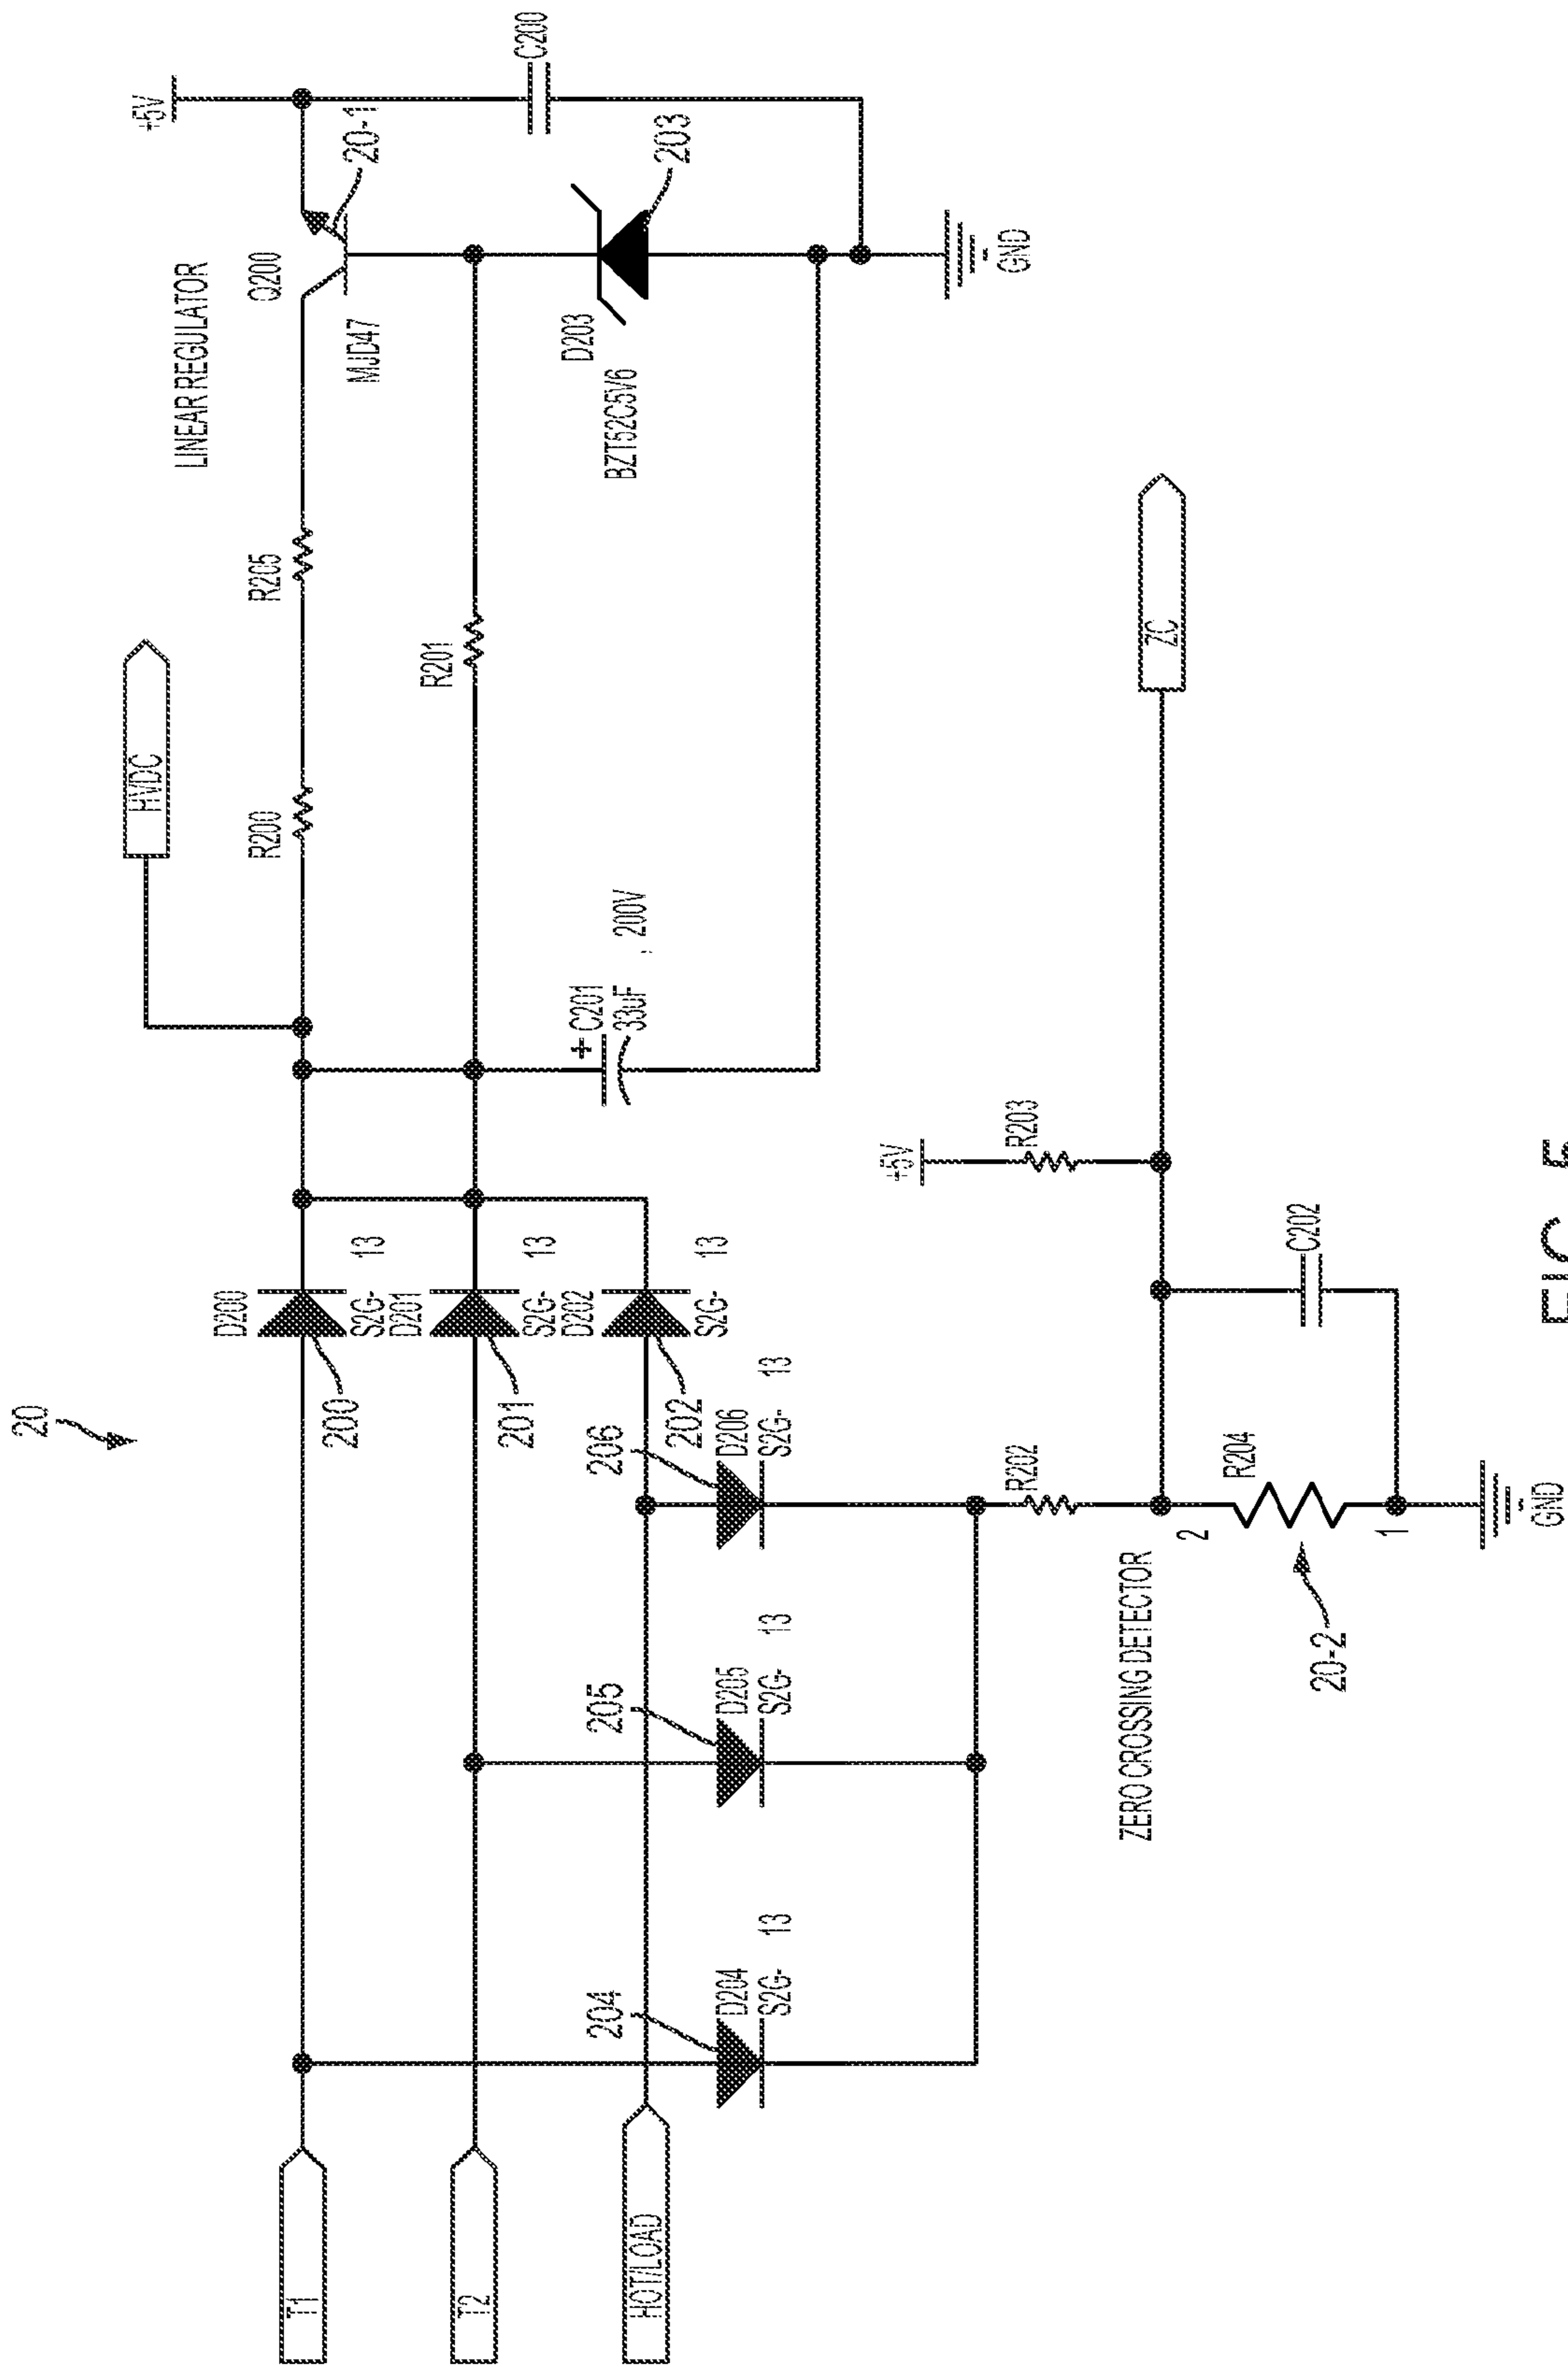 20
T1
T2
HOT/LOAD
D200
S2G- 13
200
D201
S2G- 13
201
D202
S2G- 13
202
204
D204
S2G- 13
205
D205
S2G- 13
206
D206
S2G- 13
HVDC
R200
R205
LINEAR REGULATOR
Q200
MJD47
20-1
+5V
C200
R201
+ C201
33uF , 200V
D203
BZT52C5V6
203
GND
ZERO CROSSING DETECTOR
R202
+5V
R203
ZC
2
R204
1
20-2
C202
GND
FIG. 5